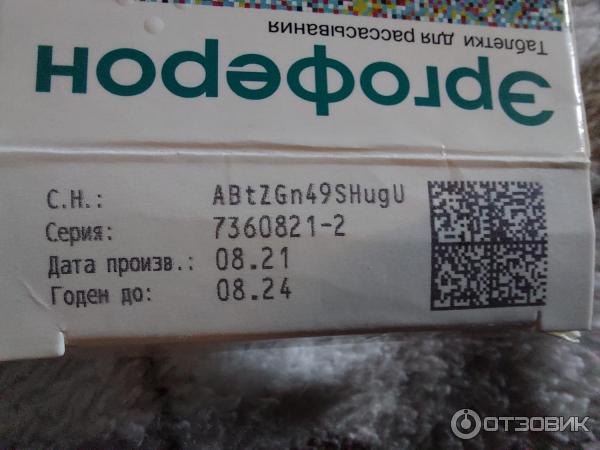 Эргоферон
Таблетки для рассасывания
С.Н.: ABtZGn49SHugU
Серия: 7360821-2
Дата произв.: 08.21
Годен до: 08.24
ОТЗОВИК